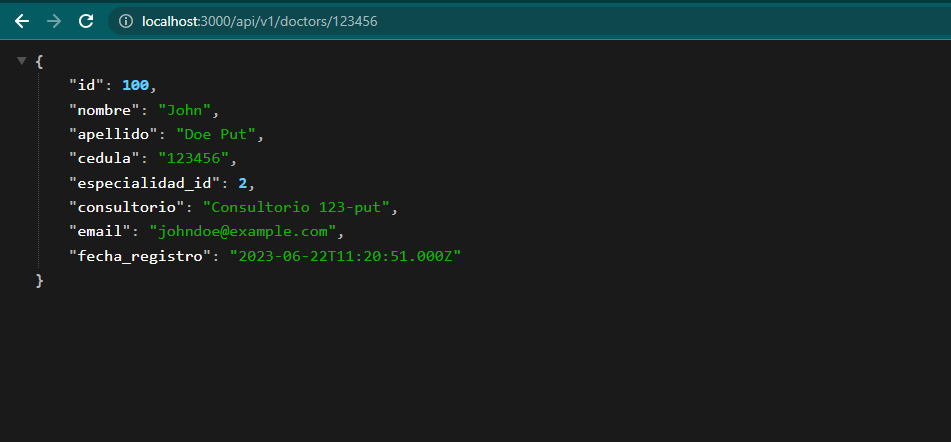 localhost:3000/api/v1/doctors/123456
{
"id": 100,
"nombre": "John",
"apellido": "Doe Put",
"cedula": "123456",
"especialidad_id": 2,
"consultorio": "Consultorio 123-put",
"email": "johndoe@example.com",
"fecha_registro": "2023-06-22T11:20:51.000Z"
}